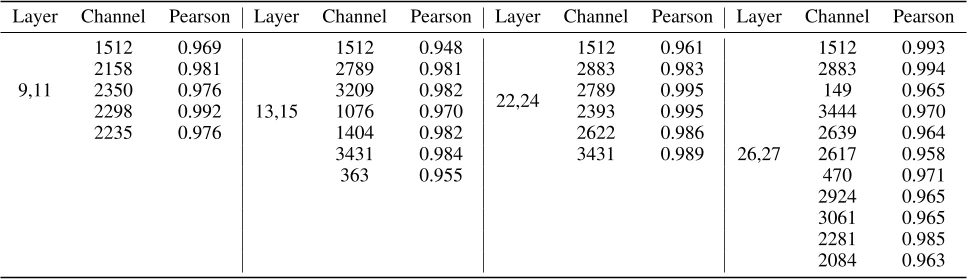 Layer Channel Pearson Layer Channel Pearson Layer Channel Pearson Layer Channel Pearson
1512 0.969 1512 0.948 1512 0.961 1512 0.993
2158 0.981 2789 0.981 2883 0.983 2883 0.994
9,11 2350 0.976 3209 0.982 22,24 2789 0.995 149 0.965
2298 0.992 13,15 1076 0.970 2393 0.995 3444 0.970
2235 0.976 1404 0.982 2622 0.986 2639 0.964
3431 0.984 3431 0.989 26,27 2617 0.958
363 0.955 470 0.971
2924 0.965
3061 0.965
2281 0.985
2084 0.963